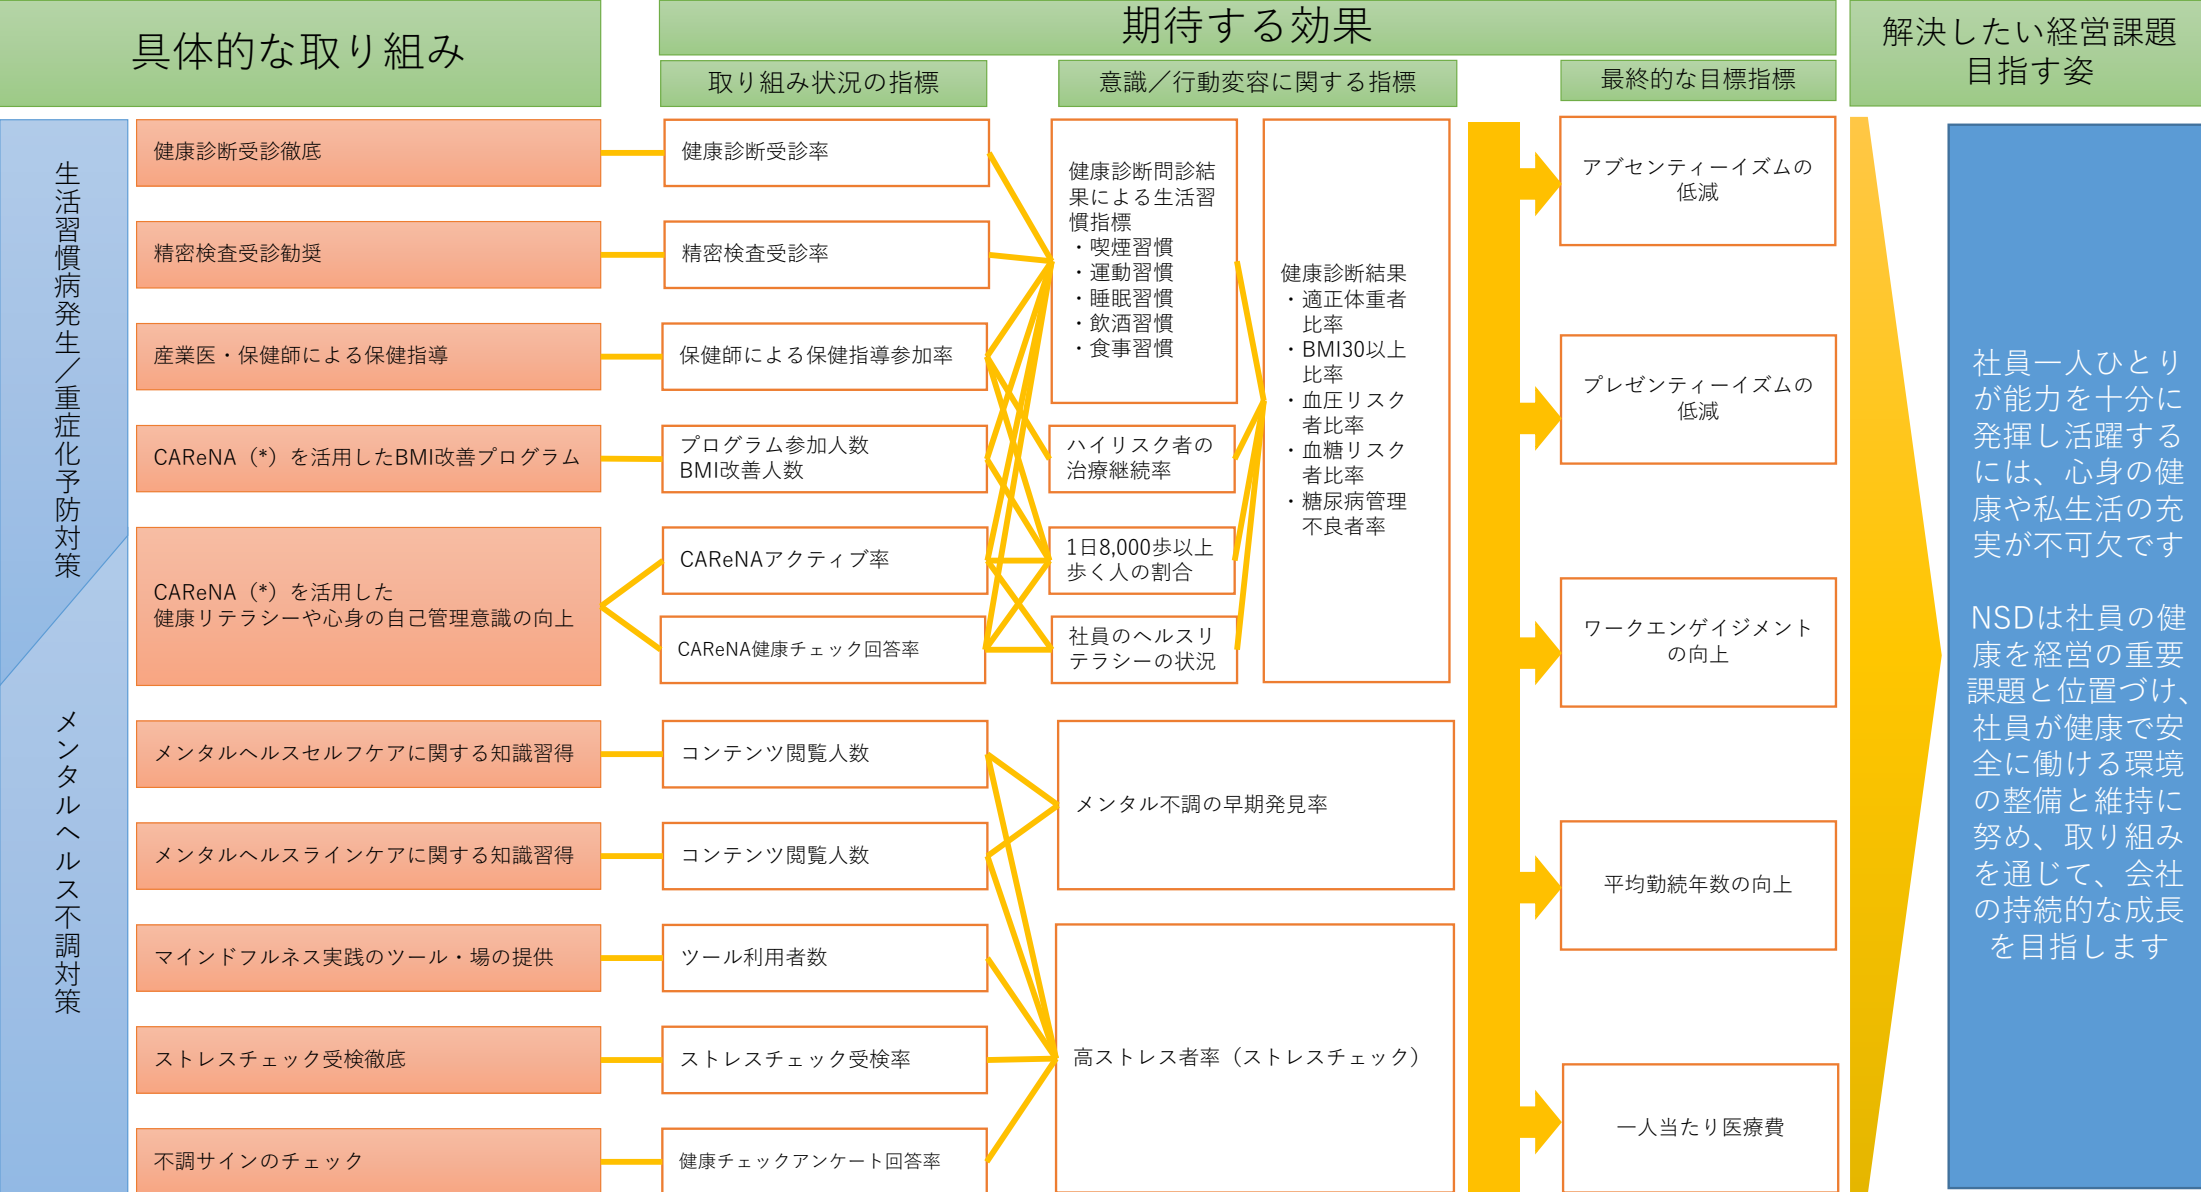 具体的な取り組み
期待する効果
解決したい経営課題
目指す姿
取り組み状況の指標
意識／行動変容に関する指標
最終的な目標指標
生活習慣病発生／重症化予防対策
健康診断受診徹底
健康診断受診率
精密検査受診勧奨
精密検査受診率
産業医・保健師による保健指導
保健師による保健指導参加率
CAReNA（*）を活用したBMI改善プログラム
プログラム参加人数
BMI改善人数
CAReNA（*）を活用した
健康リテラシーや心身の自己管理意識の向上
CAReNAアクティブ率
CAReNA健康チェック回答率
健康診断問診結
果による生活習
慣指標
・喫煙習慣
・運動習慣
・睡眠習慣
・飲酒習慣
・食事習慣
ハイリスク者の
治療継続率
1日8,000歩以上
歩く人の割合
社員のヘルスリ
テラシーの状況
健康診断結果
・適正体重者
比率
・BMI30以上
比率
・血圧リスク
者比率
・血糖リスク
者比率
・糖尿病管理
不良者率
メンタルヘルス不調対策
メンタルヘルスセルフケアに関する知識習得
コンテンツ閲覧人数
メンタルヘルスラインケアに関する知識習得
コンテンツ閲覧人数
マインドフルネス実践のツール・場の提供
ツール利用者数
ストレスチェック受検徹底
ストレスチェック受検率
不調サインのチェック
健康チェックアンケート回答率
メンタル不調の早期発見率
高ストレス者率（ストレスチェック）
アブセンティーイズムの
低減
プレゼンティーイズムの
低減
ワークエンゲイジメント
の向上
平均勤続年数の向上
一人当たり医療費
社員一人ひとり
が能力を十分に
発揮し活躍する
には、心身の健
康や私生活の充
実が不可欠です
NSDは社員の健
康を経営の重要
課題と位置づけ、
社員が健康で安
全に働ける環境
の整備と維持に
努め、取り組み
を通じて、会社
の持続的な成長
を目指します